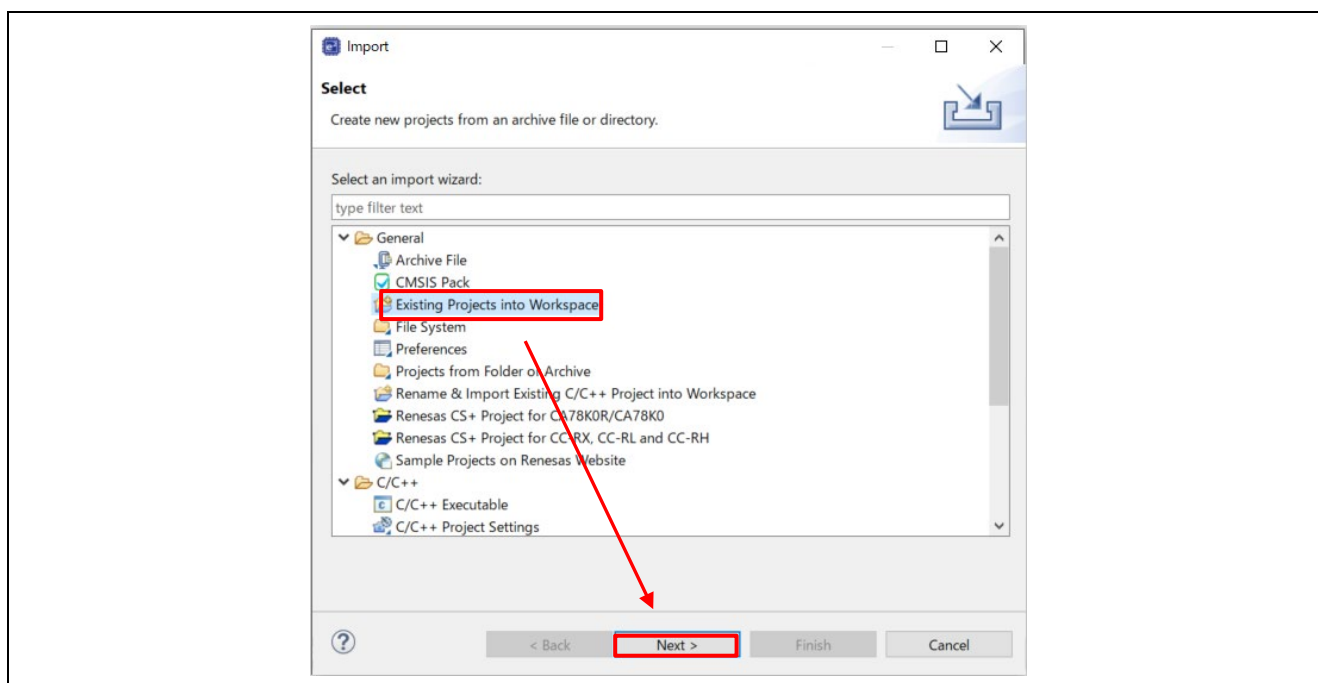 Import
Select
Create new projects from an archive file or directory.
Select an import wizard:
type filter text
General
Archive File
CMSIS Pack
Existing Projects into Workspace
File System
Preferences
Projects from Folder or Archive
Rename & Import Existing C/C++ Project into Workspace
Renesas CS+ Project for CA78K0R/CA78K0
Renesas CS+ Project for CC-RX, CC-RL and CC-RH
Sample Projects on Renesas Website
C/C++
C/C++ Executable
C/C++ Project Settings
? < Back Next > Finish Cancel